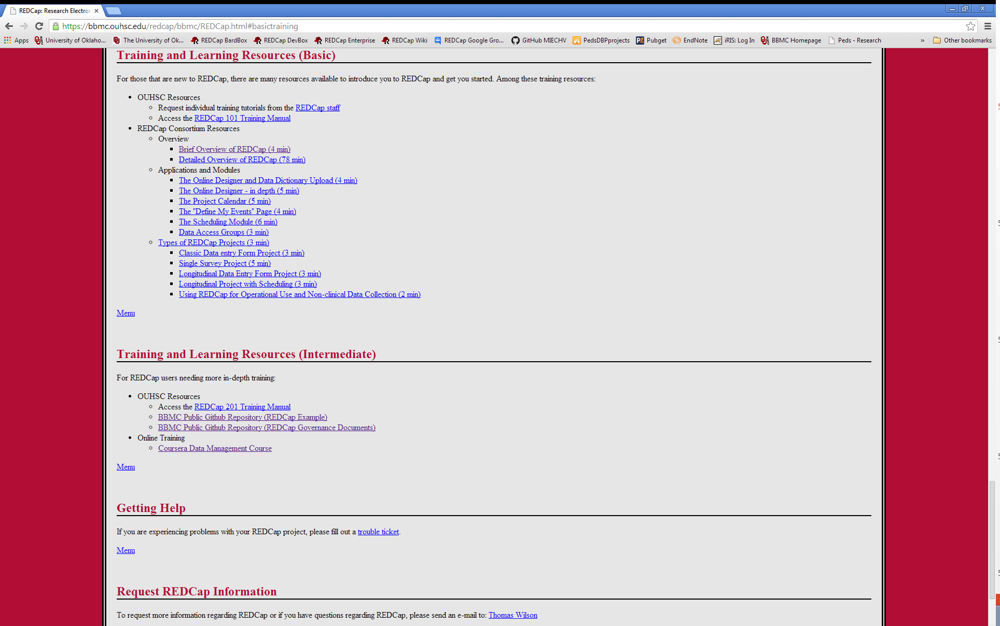 REDCap: Research Electro
https://bbmc.ouhsc.edu/redcap/bbmc/REDCap.html#basictraining
Apps University of Oklaho... The University of Ok... REDCap BardBox REDCap DevBox REDCap Enterprise REDCap Wiki REDCap Google Gro... GitHub MIECHV PedsDBPprojects Pubget EndNote iRIS: Log In BBMC Homepage Peds - Research » Other bookmarks
Training and Learning Resources (Basic)
For those that are new to REDCap, there are many resources available to introduce you to REDCap and get you started. Among these training resources:
OUHSC Resources
Request individual training tutorials from the REDCap staff
Access the REDCap 101 Training Manual
REDCap Consortium Resources
Overview
Brief Overview of REDCap (4 min)
Detailed Overview of REDCap (78 min)
Applications and Modules
The Online Designer and Data Dictionary Upload (4 min)
The Online Designer - in depth (5 min)
The Project Calendar (5 min)
The "Define My Events" Page (4 min)
The Scheduling Module (6 min)
Data Access Groups (3 min)
Types of REDCap Projects (3 min)
Classic Data entry Form Project (3 min)
Single Survey Project (5 min)
Longitudinal Data Entry Form Project (3 min)
Longitudinal Project with Scheduling (3 min)
Using REDCap for Operational Use and Non-clinical Data Collection (2 min)
Menu
Training and Learning Resources (Intermediate)
For REDCap users needing more in-depth training:
OUHSC Resources
Access the REDCap 201 Training Manual
BBMC Public Github Repository (REDCap Example)
BBMC Public Github Repository (REDCap Governance Documents)
Online Training
Coursera Data Management Course
Menu
Getting Help
If you are experiencing problems with your REDCap project, please fill out a trouble ticket.
Menu
Request REDCap Information
To request more information regarding REDCap or if you have questions regarding REDCap, please send an e-mail to: Thomas Wilson